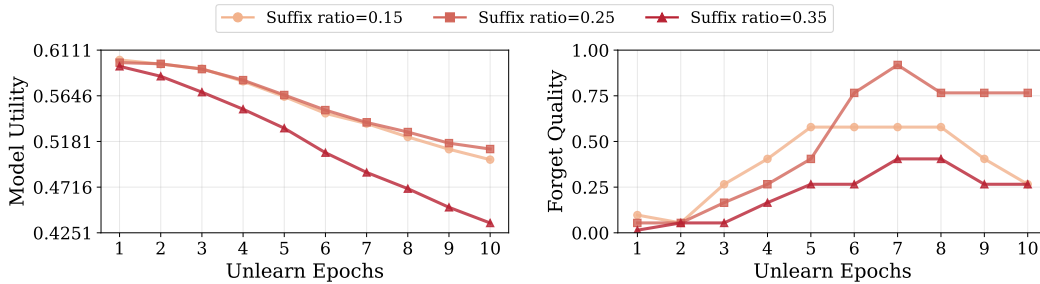 Suffix ratio=0.15 Suffix ratio=0.25 Suffix ratio=0.35
Model Utility
0.6111
0.5646
0.5181
0.4716
0.4251
1 2 3 4 5 6 7 8 9 10
Unlearn Epochs
Forget Quality
1.00
0.75
0.50
0.25
0.00
1 2 3 4 5 6 7 8 9 10
Unlearn Epochs